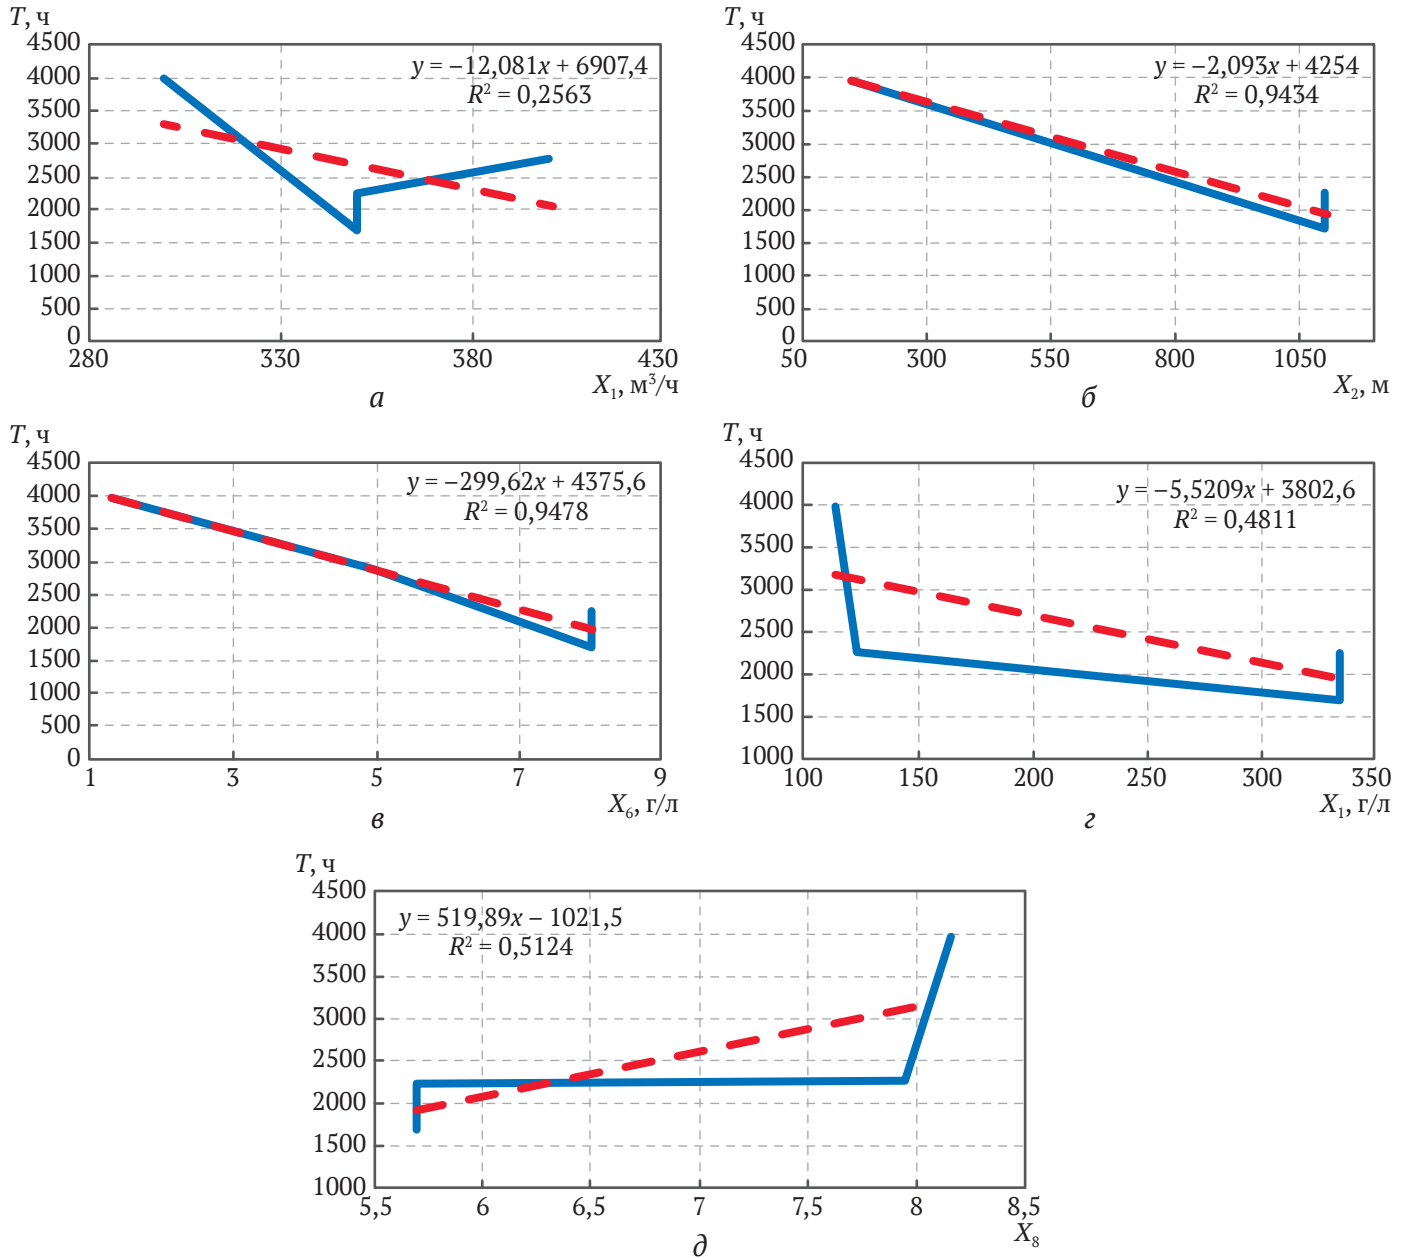 T, ч
4500
4000
3500
3000
2500
2000
1500
1000
500
0
280 330 380 430
y = −12,081x + 6907,4
R² = 0,2563
X₁, м³/ч
а
T, ч
4500
4000
3500
3000
2500
2000
1500
1000
500
0
50 300 550 800 1050
y = −2,093x + 4254
R² = 0,9434
X₂, м
б
T, ч
4500
4000
3500
3000
2500
2000
1500
1000
500
0
1 3 5 7 9
y = −299,62x + 4375,6
R² = 0,9478
X₆, г/л
в
T, ч
4500
4000
3500
3000
2500
2000
1500
1000
100 150 200 250 300 350
y = −5,5209x + 3802,6
R² = 0,4811
X₁, г/л
г
T, ч
4500
4000
3500
3000
2500
2000
1500
1000
5,5 6 6,5 7 7,5 8 8,5
y = 519,89x − 1021,5
R² = 0,5124
X₈
д